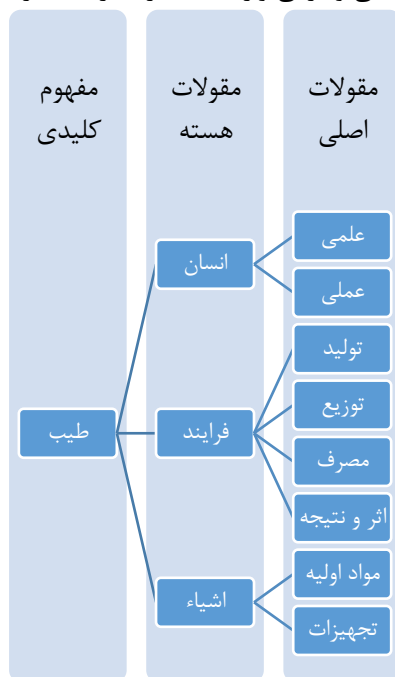 مفهوم
کلیدی
مقولات
هسته
مقولات
اصلی
طیب
انسان
فرایند
اشیاء
علمی
عملی
تولید
توزیع
مصرف
اثر و نتیجه
مواد اولیه
تجهیزات